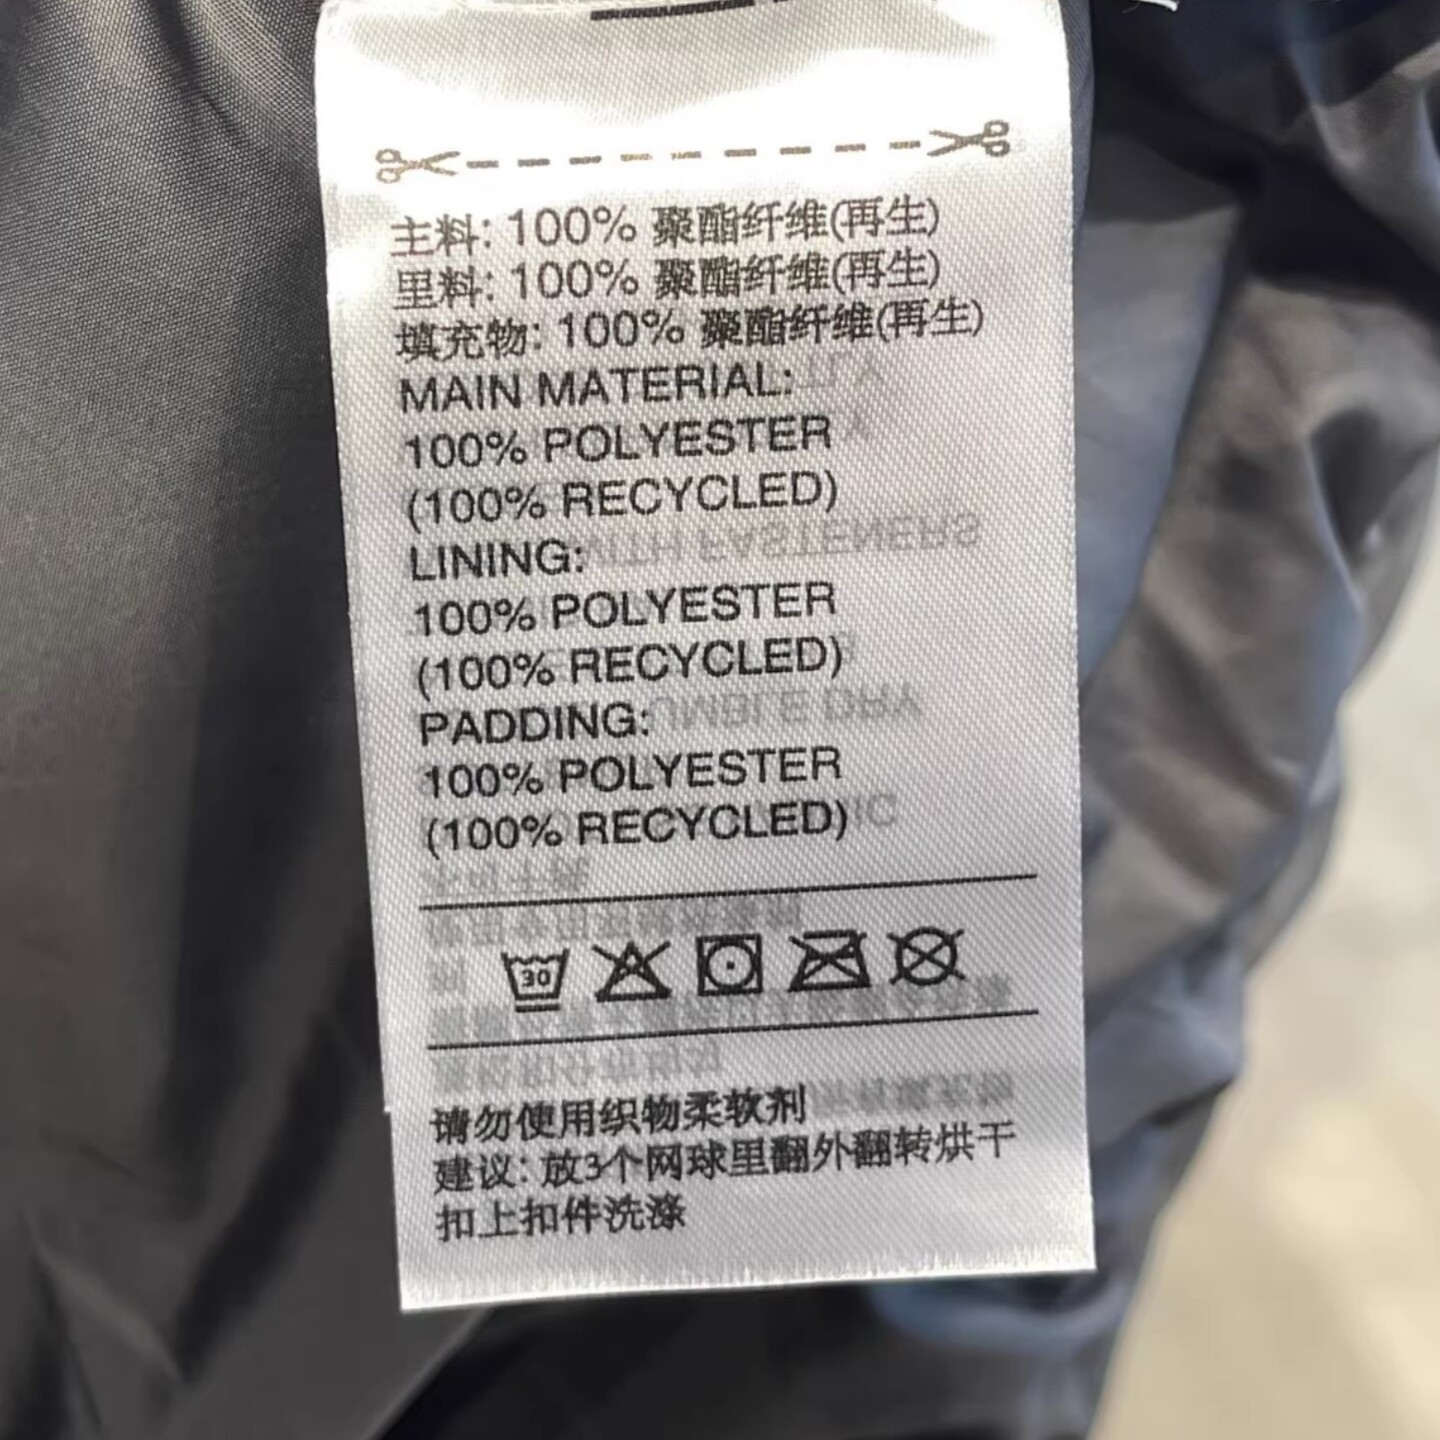 主料: 100% 聚酯纤维(再生)
里料: 100% 聚酯纤维(再生)
填充物: 100% 聚酯纤维(再生)
MAIN MATERIAL:
100% POLYESTER
(100% RECYCLED)
LINING:
100% POLYESTER
(100% RECYCLED)
PADDING:
100% POLYESTER
(100% RECYCLED)
30
请勿使用织物柔软剂
建议: 放3个网球里翻外翻转烘干
扣上扣件洗涤